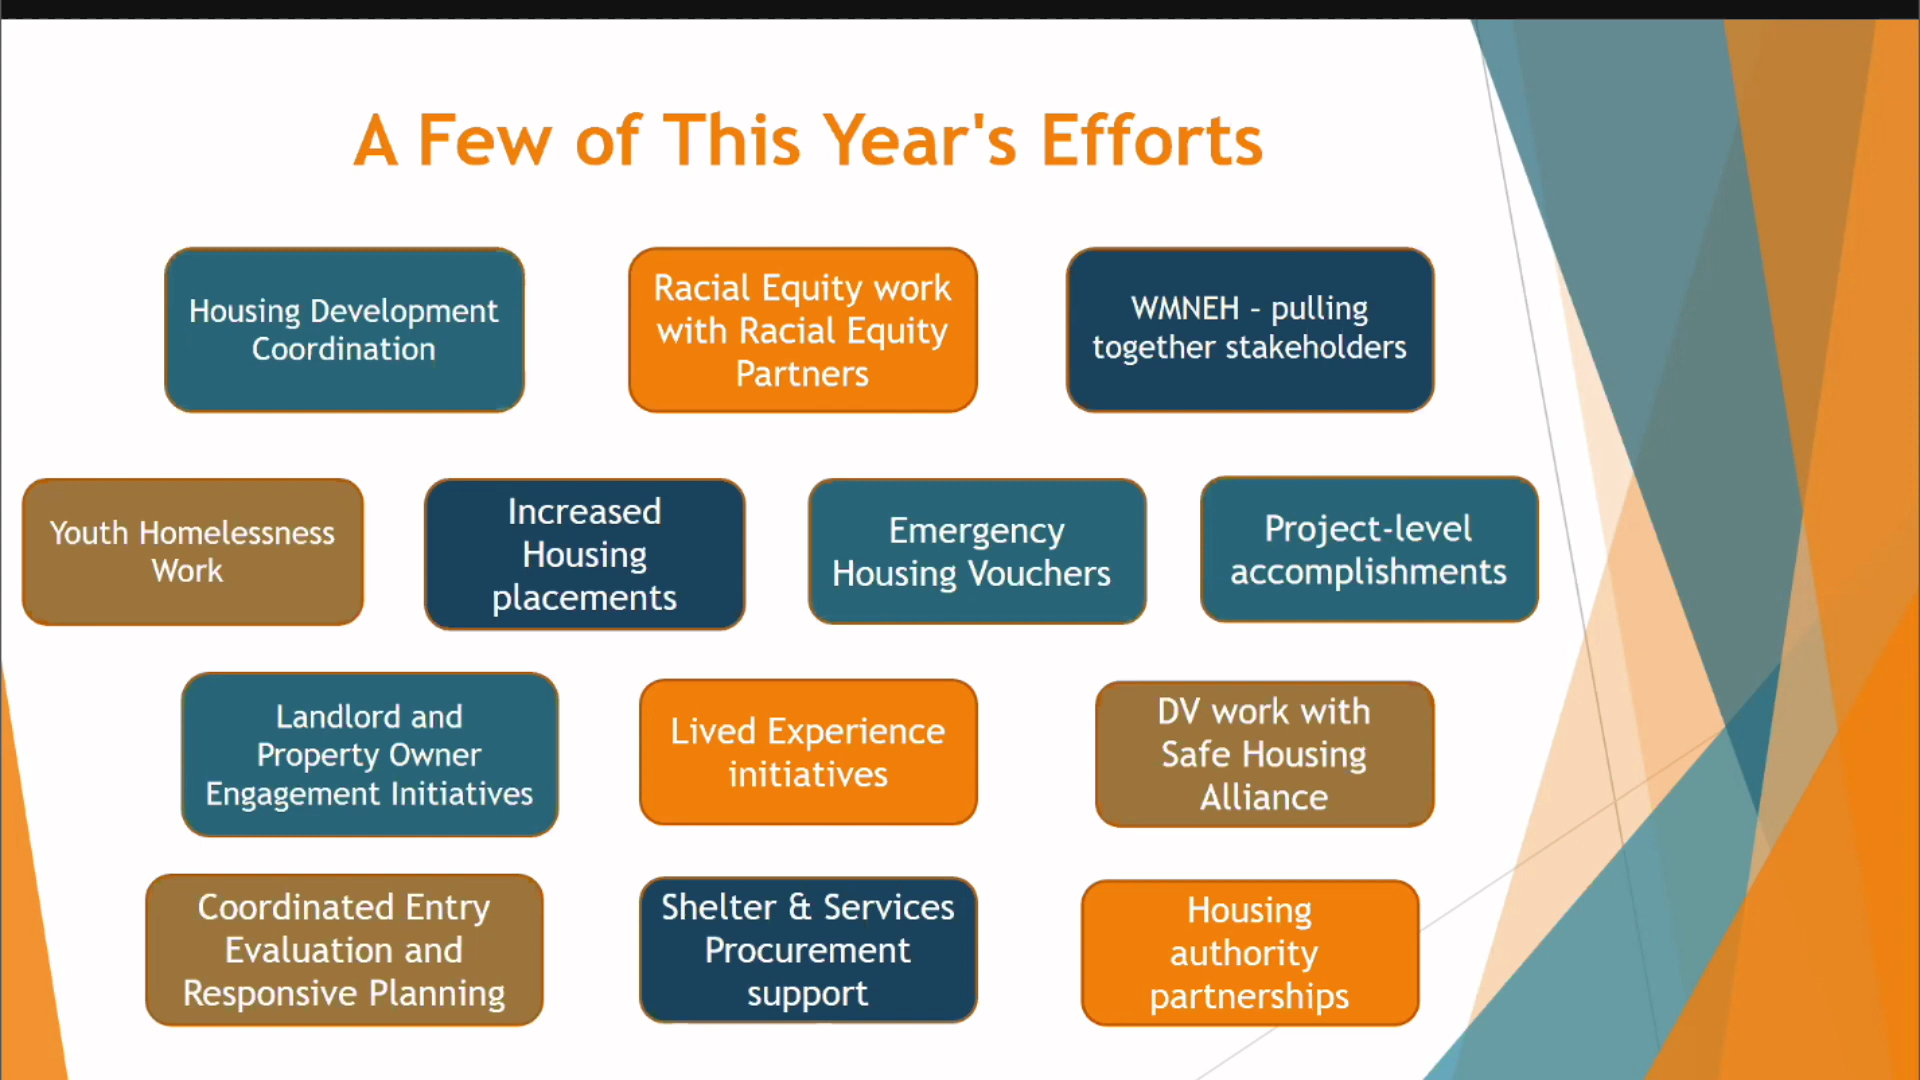 A Few of This Year's Efforts
Housing Development
Coordination
Racial Equity work
with Racial Equity
Partners
WMNEH - pulling
together stakeholders
Youth Homelessness
Work
Increased
Housing
placements
Emergency
Housing Vouchers
Project-level
accomplishments
Landlord and
Property Owner
Engagement Initiatives
Lived Experience
initiatives
DV work with
Safe Housing
Alliance
Coordinated Entry
Evaluation and
Responsive Planning
Shelter & Services
Procurement
support
Housing
authority
partnerships